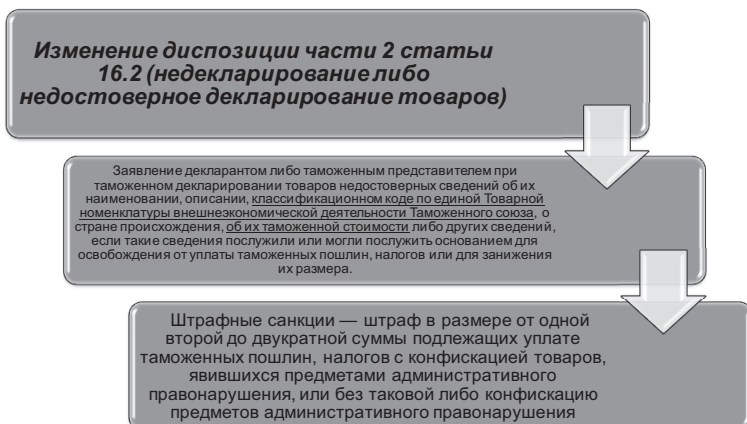 Изменение диспозиции части 2 статьи
16.2 (недекларирование либо
недостоверное декларирование товаров)
Заявление декларантом либо таможенным представителем при
таможенном декларировании товаров недостоверных сведений об их
наименовании, описании, классификационном коде по единой Товарной
номенклатуры внешнеэкономической деятельности Таможенного союза, о
стране происхождения, об их таможенной стоимости либо других сведений,
если такие сведения послужили или могли послужить основанием для
освобождения от уплаты таможенных пошлин, налогов или для занижения
их размера.
Штрафные санкции — штраф в размере от одной
второй до двукратной суммы подлежащих уплате
таможенных пошлин, налогов с конфискацией товаров,
явившихся предметами административного
правонарушения, или без таковой либо конфискацию
предметов административного правонарушения